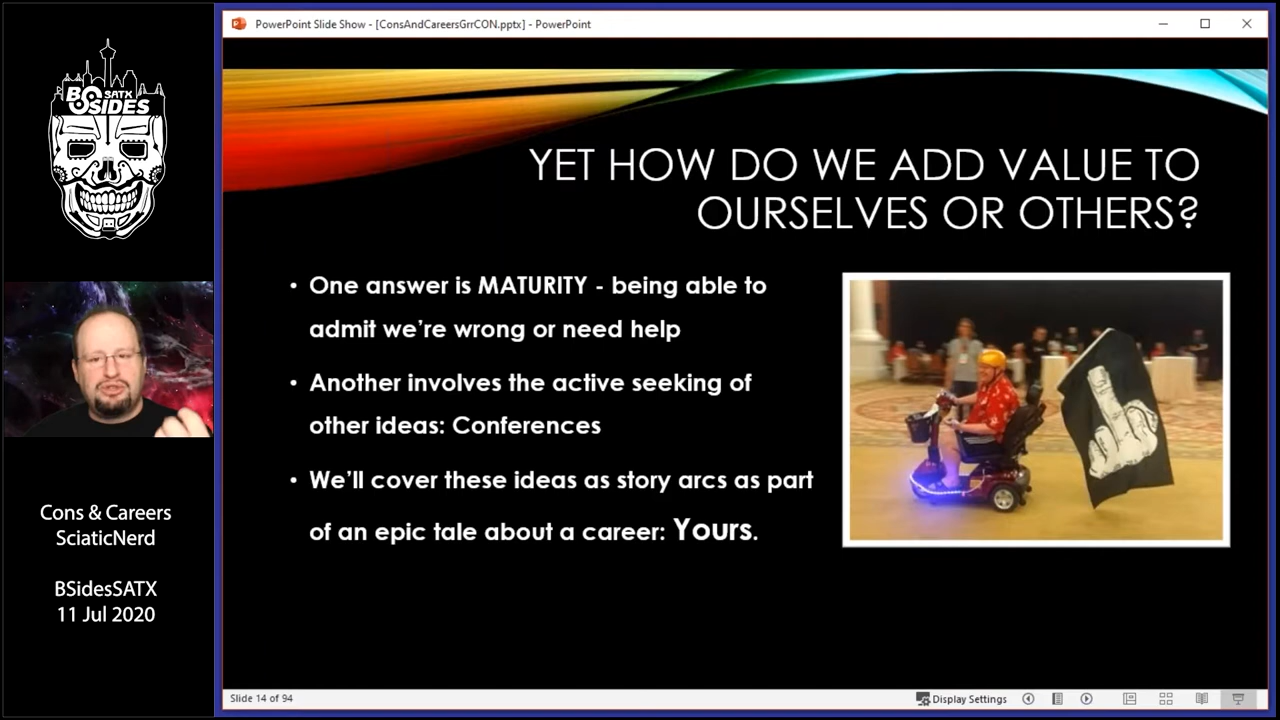 PowerPoint Slide Show - [ConsAndCareersGrrCON.pptx] - PowerPoint
BSIDES
SATX
YET HOW DO WE ADD VALUE TO
OURSELVES OR OTHERS?
• One answer is MATURITY - being able to
admit we're wrong or need help
• Another involves the active seeking of
other ideas: Conferences
• We'll cover these ideas as story arcs as part
of an epic tale about a career: Yours.
Cons & Careers
SciaticNerd
BSidesSATX
11 Jul 2020
Slide 14 of 94
Display Settings